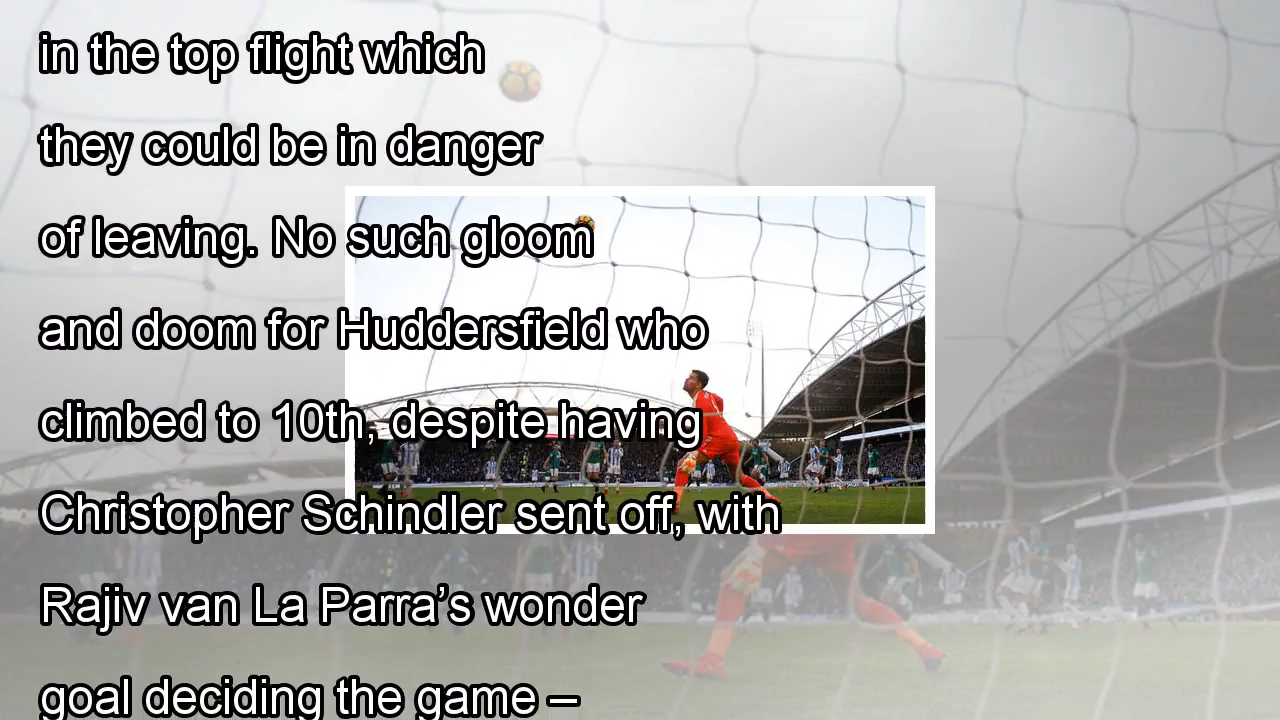 in the top flight which
they could be in danger
of leaving. No such gloom
and doom for Huddersfield who
climbed to 10th, despite having
Christopher Schindler sent off, with
Rajiv van La Parra’s wonder
goal deciding the game –